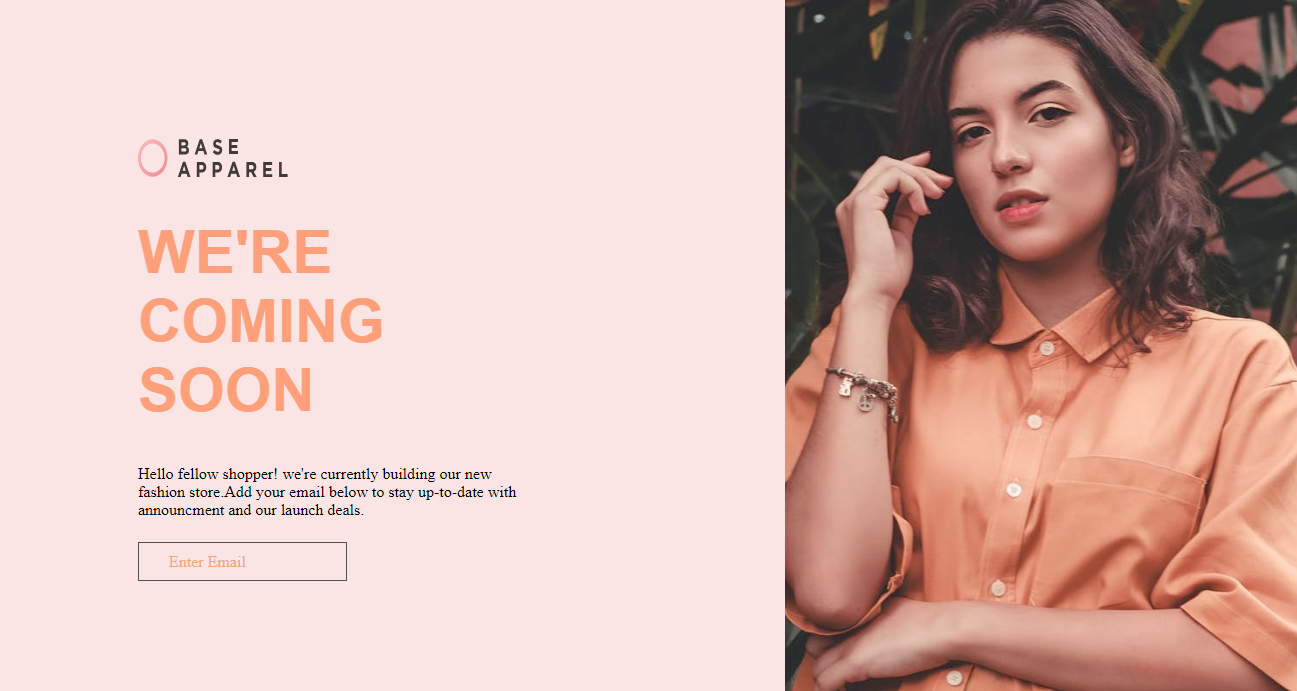 BASE
APPAREL
WE'RE
COMING
SOON
Hello fellow shopper! we're currently building our new
fashion store.Add your email below to stay up-to-date with
announcment and our launch deals.
Enter Email